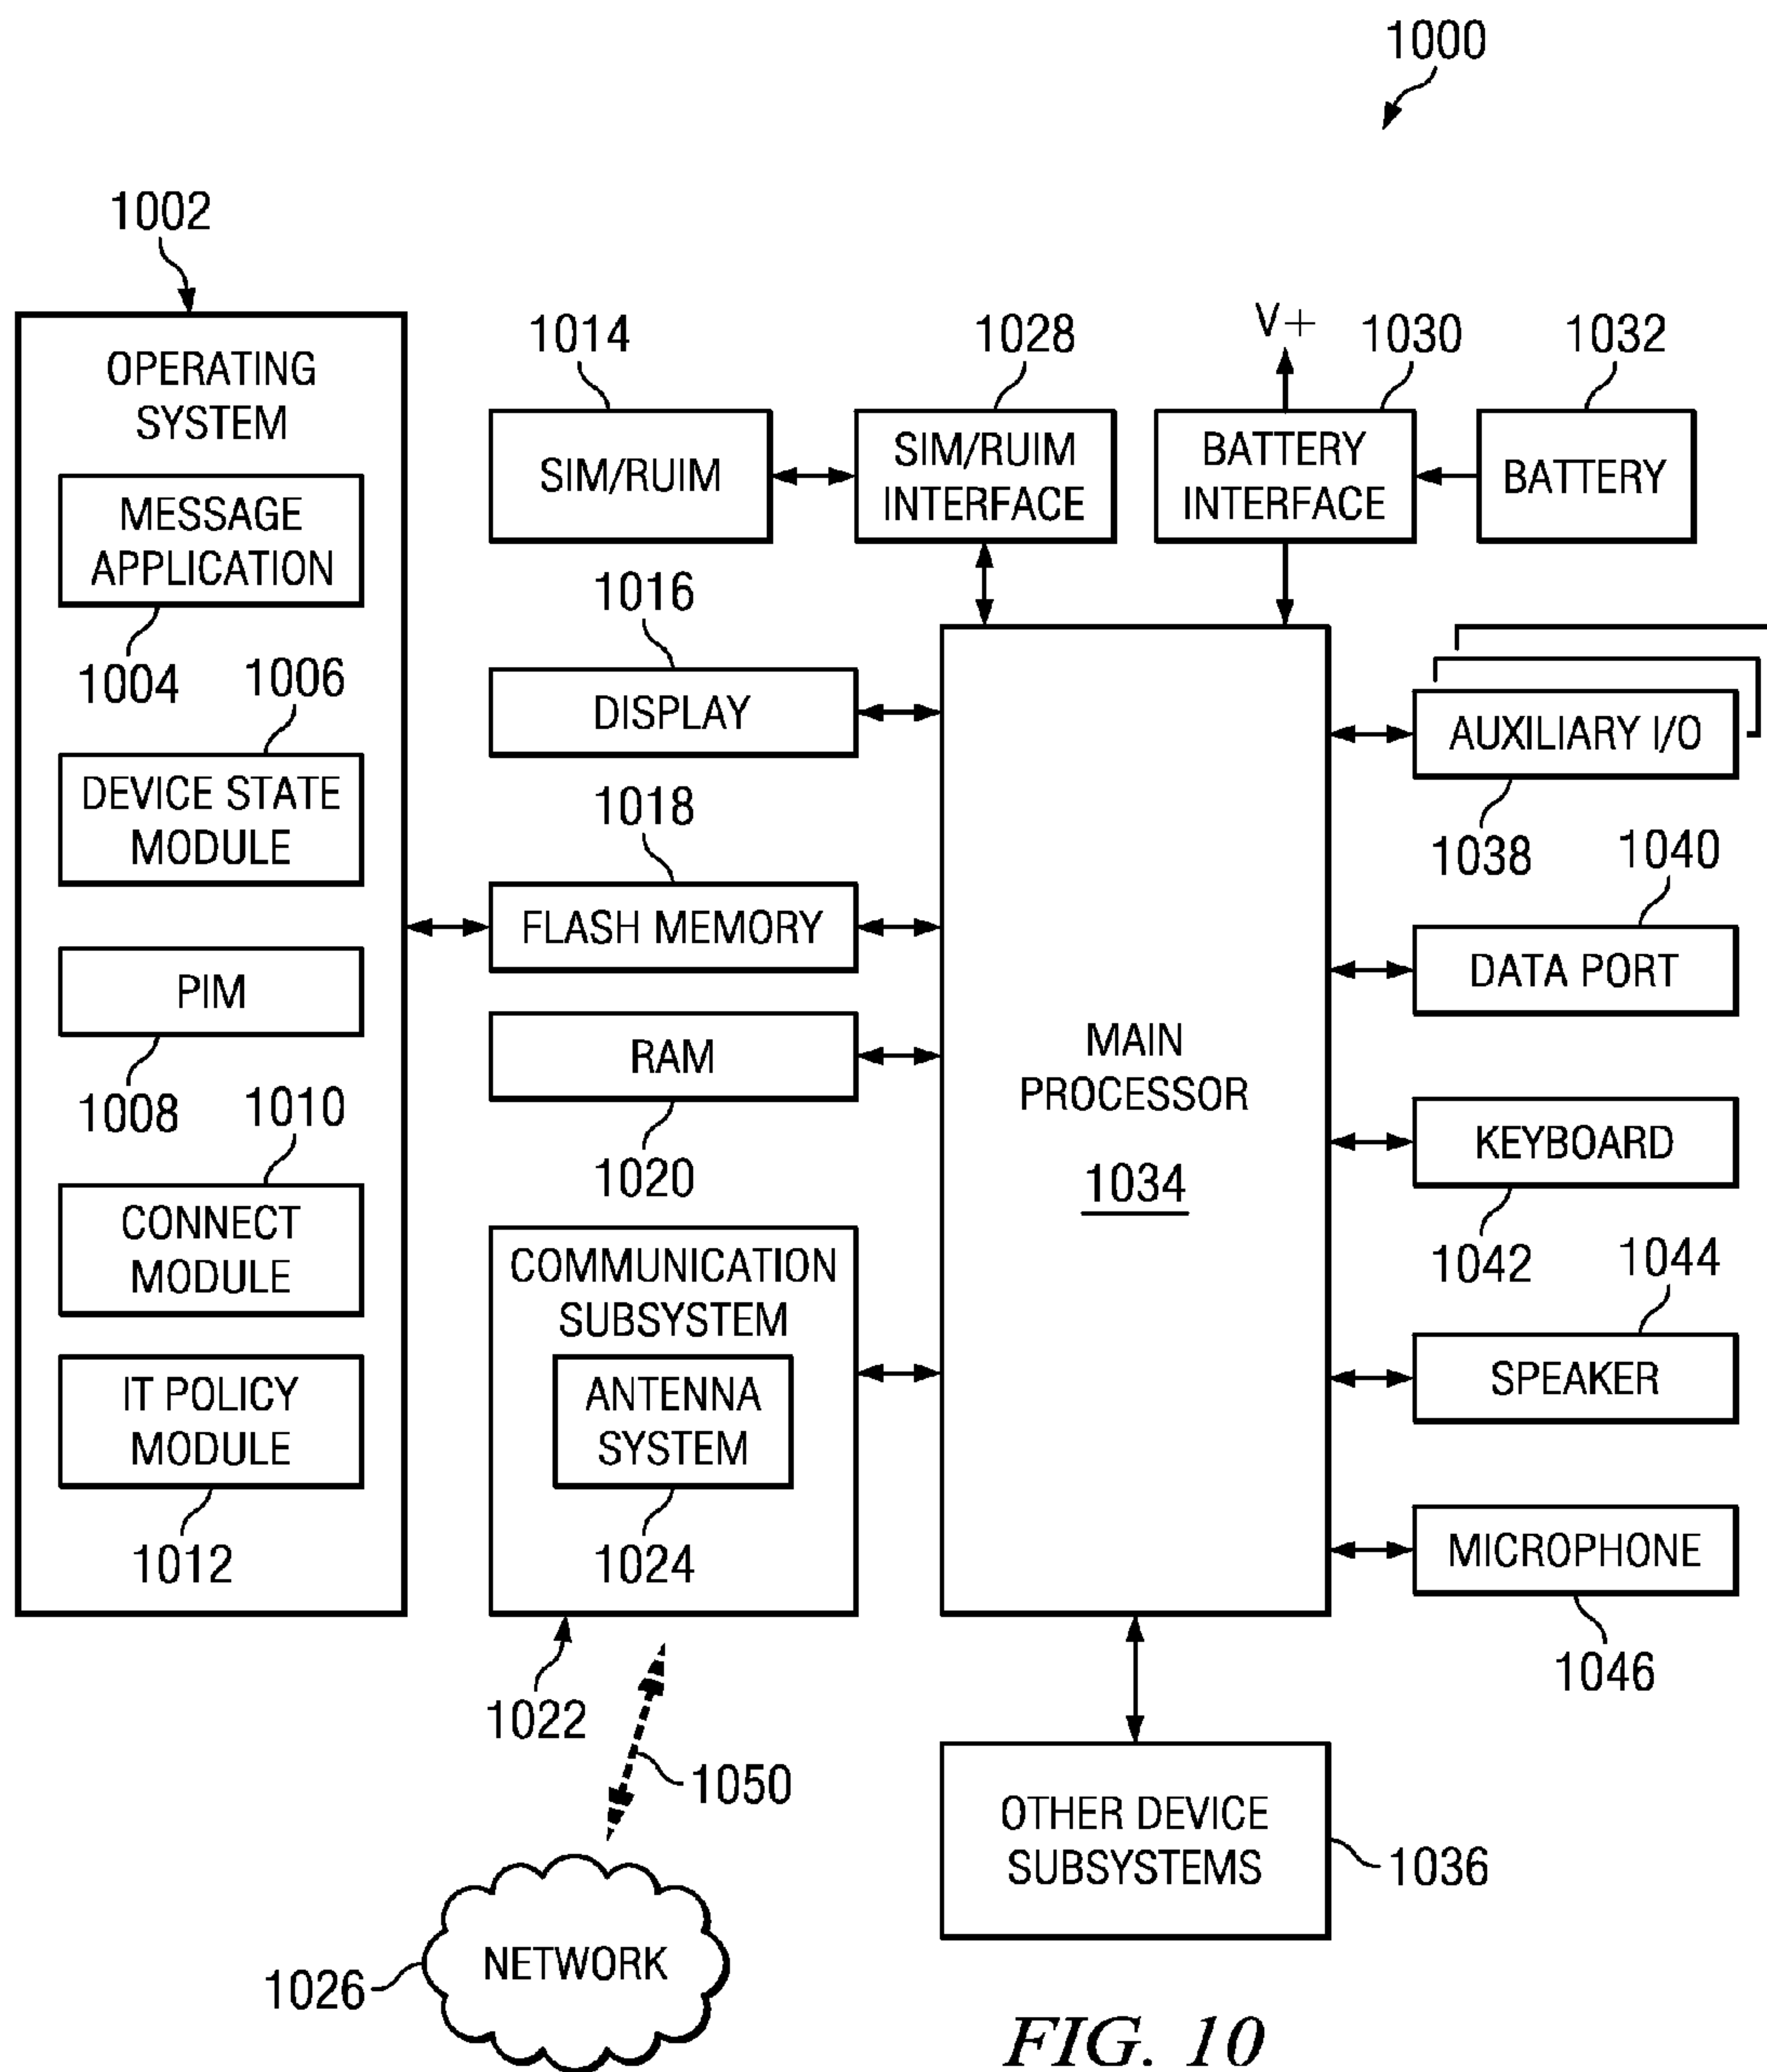 1000
1002
OPERATING
SYSTEM
MESSAGE
APPLICATION
1004
1006
DEVICE STATE
MODULE
PIM
1008
1010
CONNECT
MODULE
IT POLICY
MODULE
1012
1014
SIM/RUIM
1028
SIM/RUIM
INTERFACE
V+
1030
BATTERY
INTERFACE
1032
BATTERY
1016
DISPLAY
1018
FLASH MEMORY
RAM
1020
COMMUNICATION
SUBSYSTEM
ANTENNA
SYSTEM
1024
1022
1050
NETWORK
1026
MAIN
PROCESSOR
1034
AUXILIARY I/O
1038
1040
DATA PORT
KEYBOARD
1042
1044
SPEAKER
MICROPHONE
1046
OTHER DEVICE
SUBSYSTEMS
1036
FIG. 10